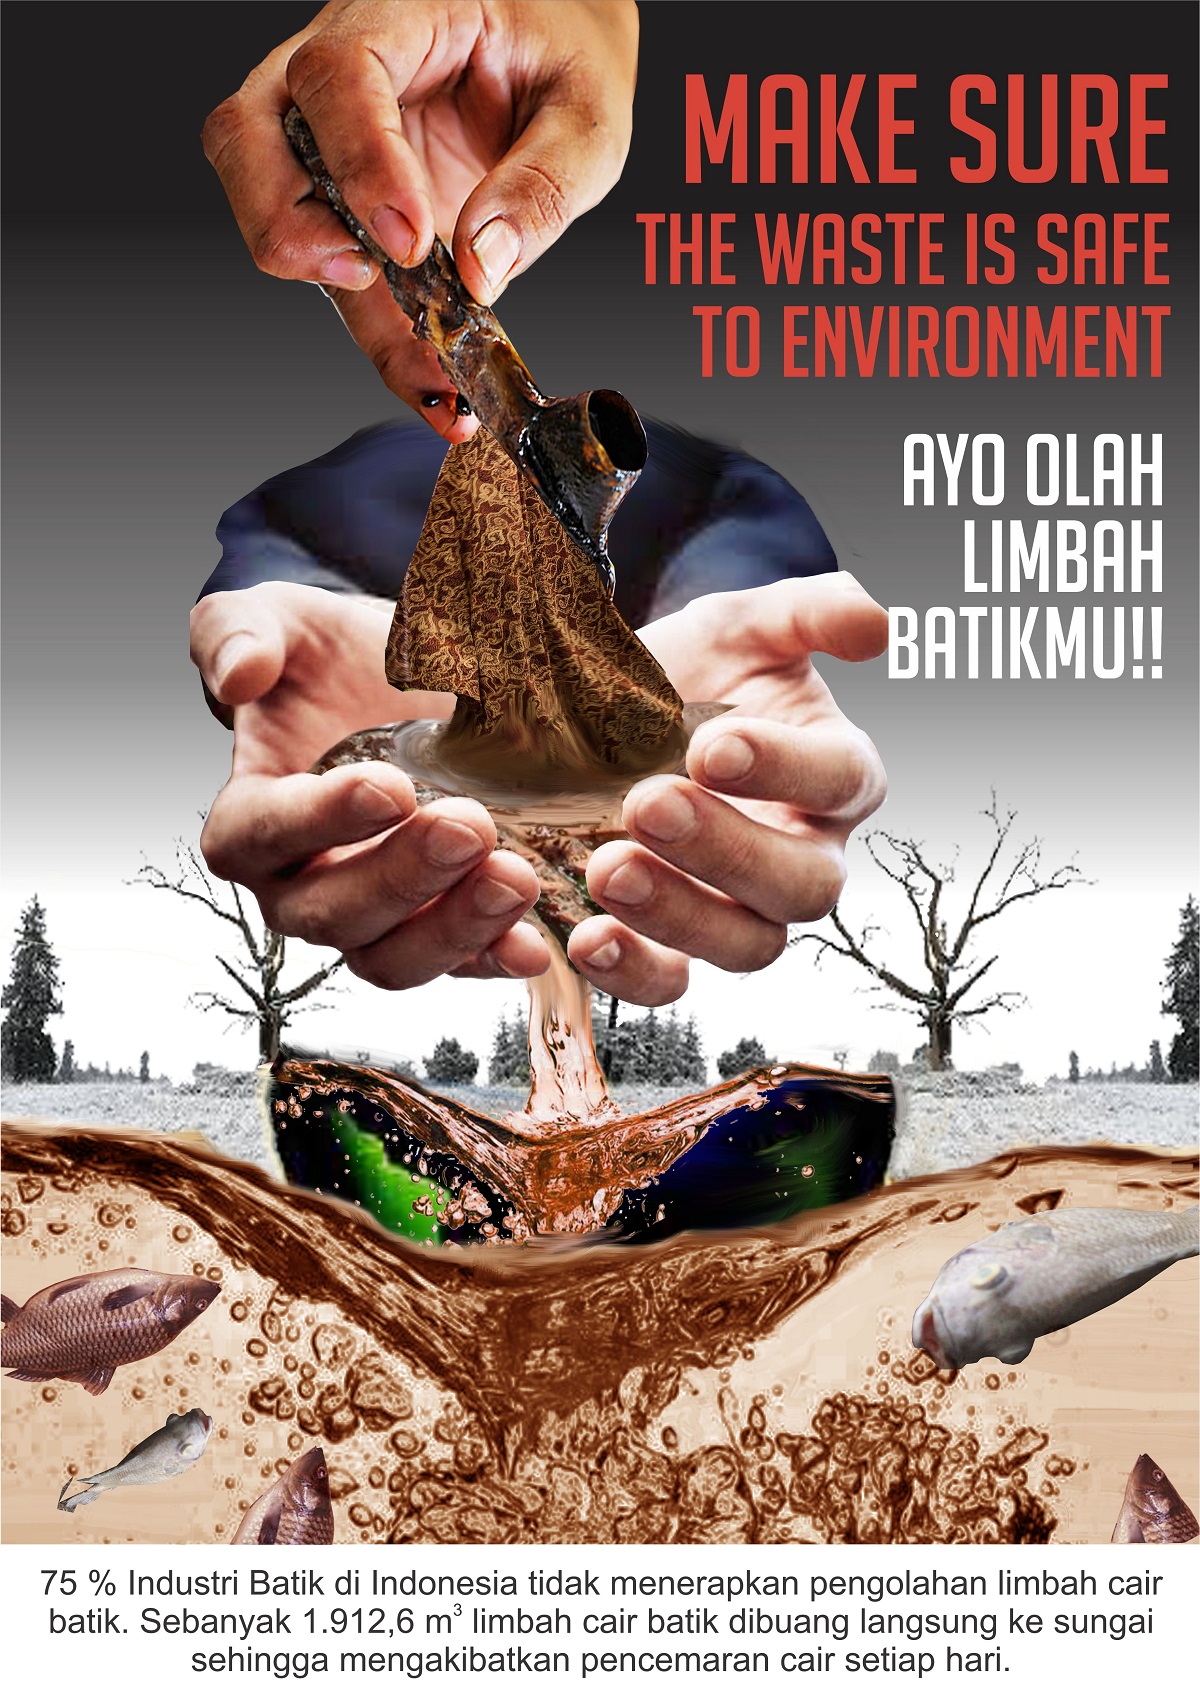 MAKE SURE
THE WASTE IS SAFE
TO ENVIRONMENT
AYO OLAH
LIMBAH
BATIKMU!!
75 % Industri Batik di Indonesia tidak menerapkan pengolahan limbah cair
batik. Sebanyak 1.912,6 m³ limbah cair batik dibuang langsung ke sungai
sehingga mengakibatkan pencemaran cair setiap hari.